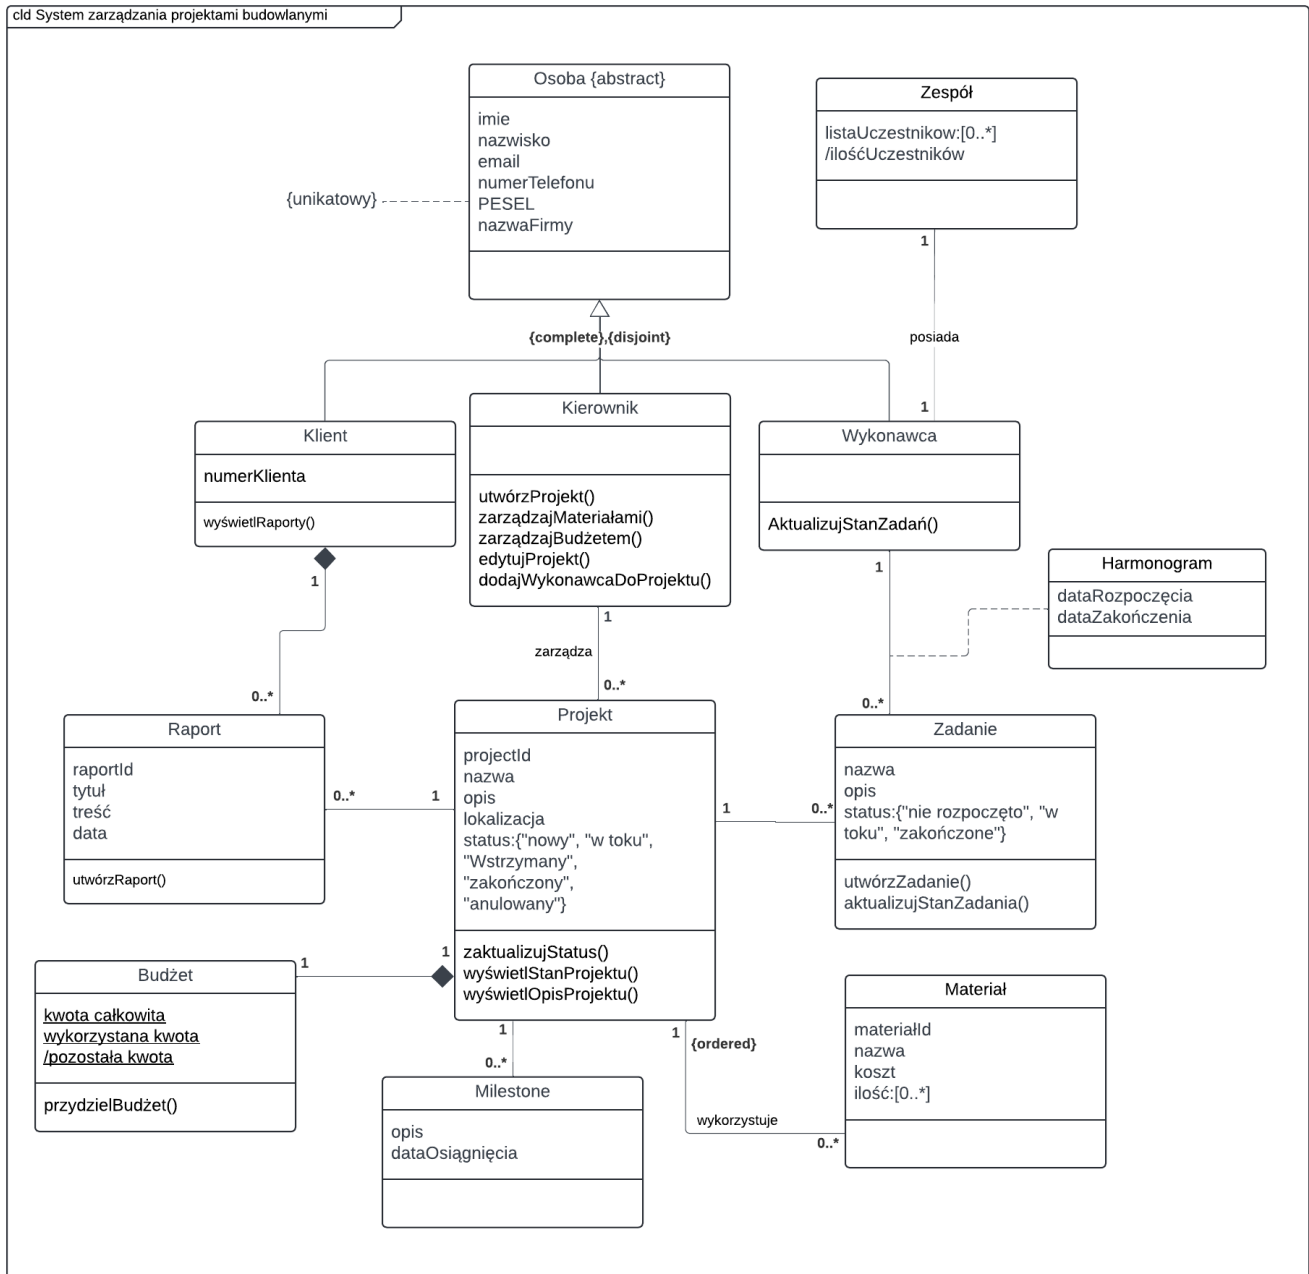 cld System zarządzania projektami budowlanymi
Osoba {abstract}
imie
nazwisko
email
numerTelefonu
PESEL
nazwaFirmy
{unikatowy}
Zespół
listaUczestnikow:[0..*]
/ilośćUczestników
1
posiada
1
{complete},{disjoint}
Klient
numerKlienta
wyświetlRaporty()
1
0..*
Kierownik
utwórzProjekt()
zarządzajMateriałami()
zarządzajBudżetem()
edytujProjekt()
dodajWykonawcaDoProjektu()
1
zarządza
0..*
Wykonawca
AktualizujStanZadań()
1
0..*
Harmonogram
dataRozpoczęcia
dataZakończenia
Raport
raportId
tytuł
treść
data
utwórzRaport()
0..*
1
Projekt
projectId
nazwa
opis
lokalizacja
status:{"nowy", "w toku",
"Wstrzymany",
"zakończony",
"anulowany"}
zaktualizujStatus()
wyświetlStanProjektu()
wyświetlOpisProjektu()
1
0..*
Zadanie
nazwa
opis
status:{"nie rozpoczęto", "w
toku", "zakończone"}
utwórzZadanie()
aktualizujStanZadania()
Budżet
kwota całkowita
wykorzystana kwota
/pozostała kwota
przydzielBudżet()
1
1
1
0..*
Milestone
opis
dataOsiągnięcia
1
{ordered}
wykorzystuje
0..*
Materiał
materiałId
nazwa
koszt
ilość:[0..*]